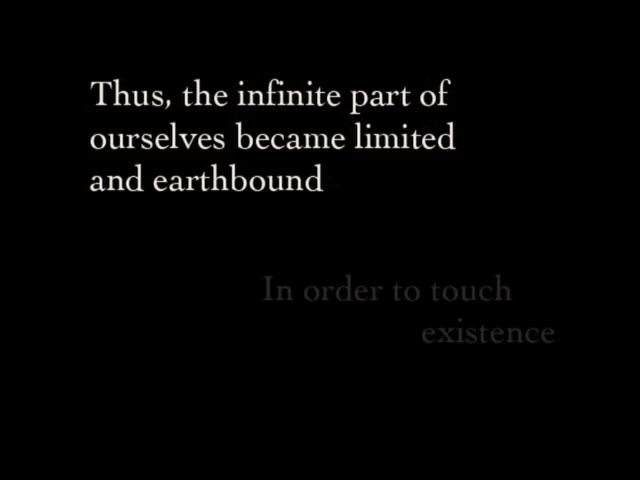 Thus, the infinite part of
ourselves became limited
and earthbound
In order to touch
existence